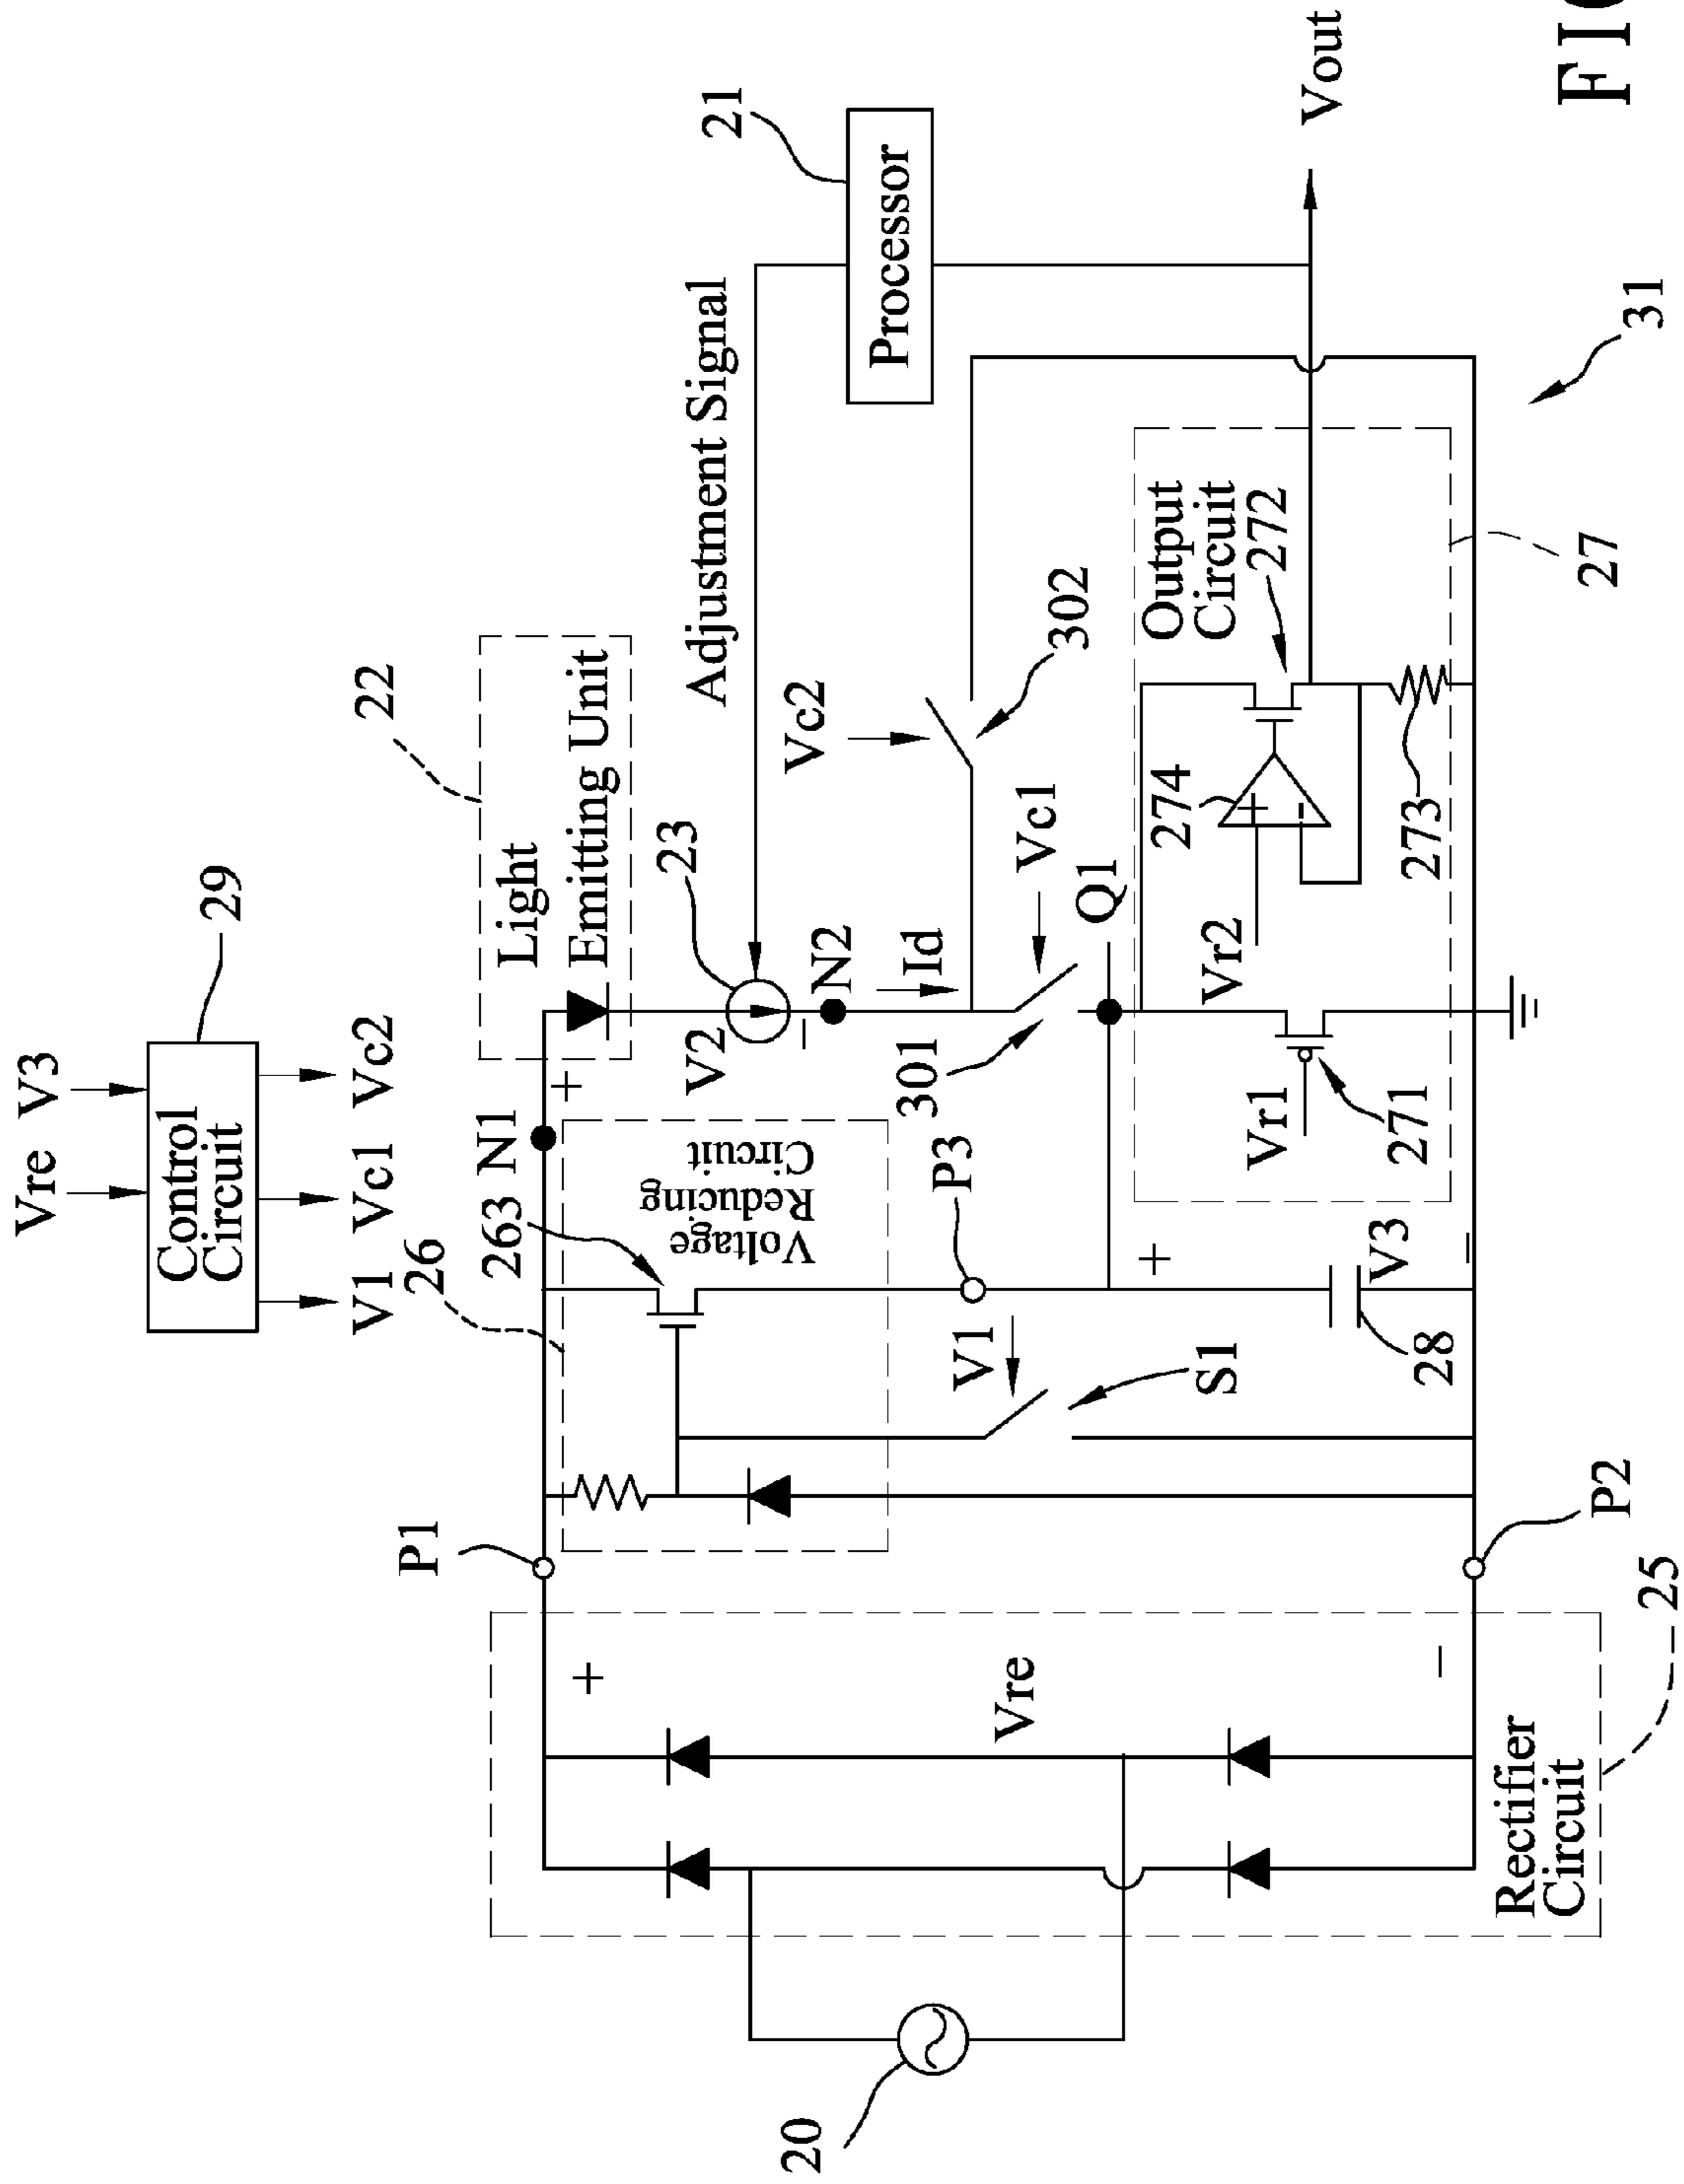 Vre
V3
Control
Circuit
29
V1
Vc1
Vc2
26
22
P1
263
N1
Light
Emitting Unit
Voltage
Reducing
Circuit
+
V2
−
23
Adjustment Signal
21
Processor
N2
Id
Vc2
302
P3
301
Vc1
Q1
V1
S1
20
+
Vre
−
+
V3
−
28
Output
Circuit
272
274
+
-
Vr2
Vr1
271
273
27
Vout
Rectifier
Circuit
25
P2
31